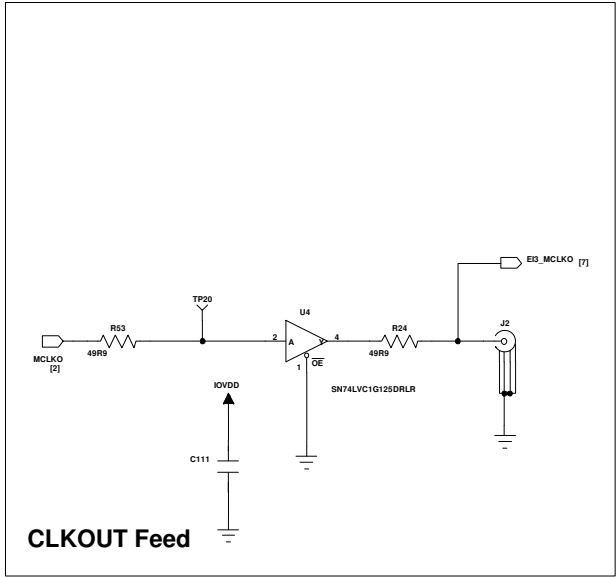 EI3_MCLKO [7]
TP20
U4
R53
R24
J2
2
A
Y
4
MCLKO
[2]
49R9
1
OE
49R9
IOVDD
SN74LVC1G125DRLR
C111
CLKOUT Feed